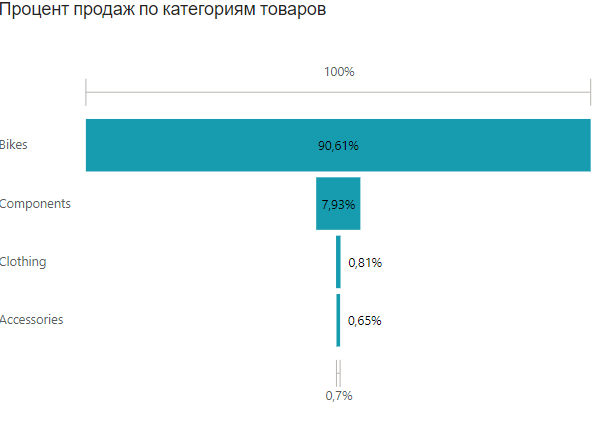 Процент продаж по категориям товаров
100%
Bikes 90,61%
Components 7,93%
Clothing 0,81%
Accessories 0,65%
0,7%